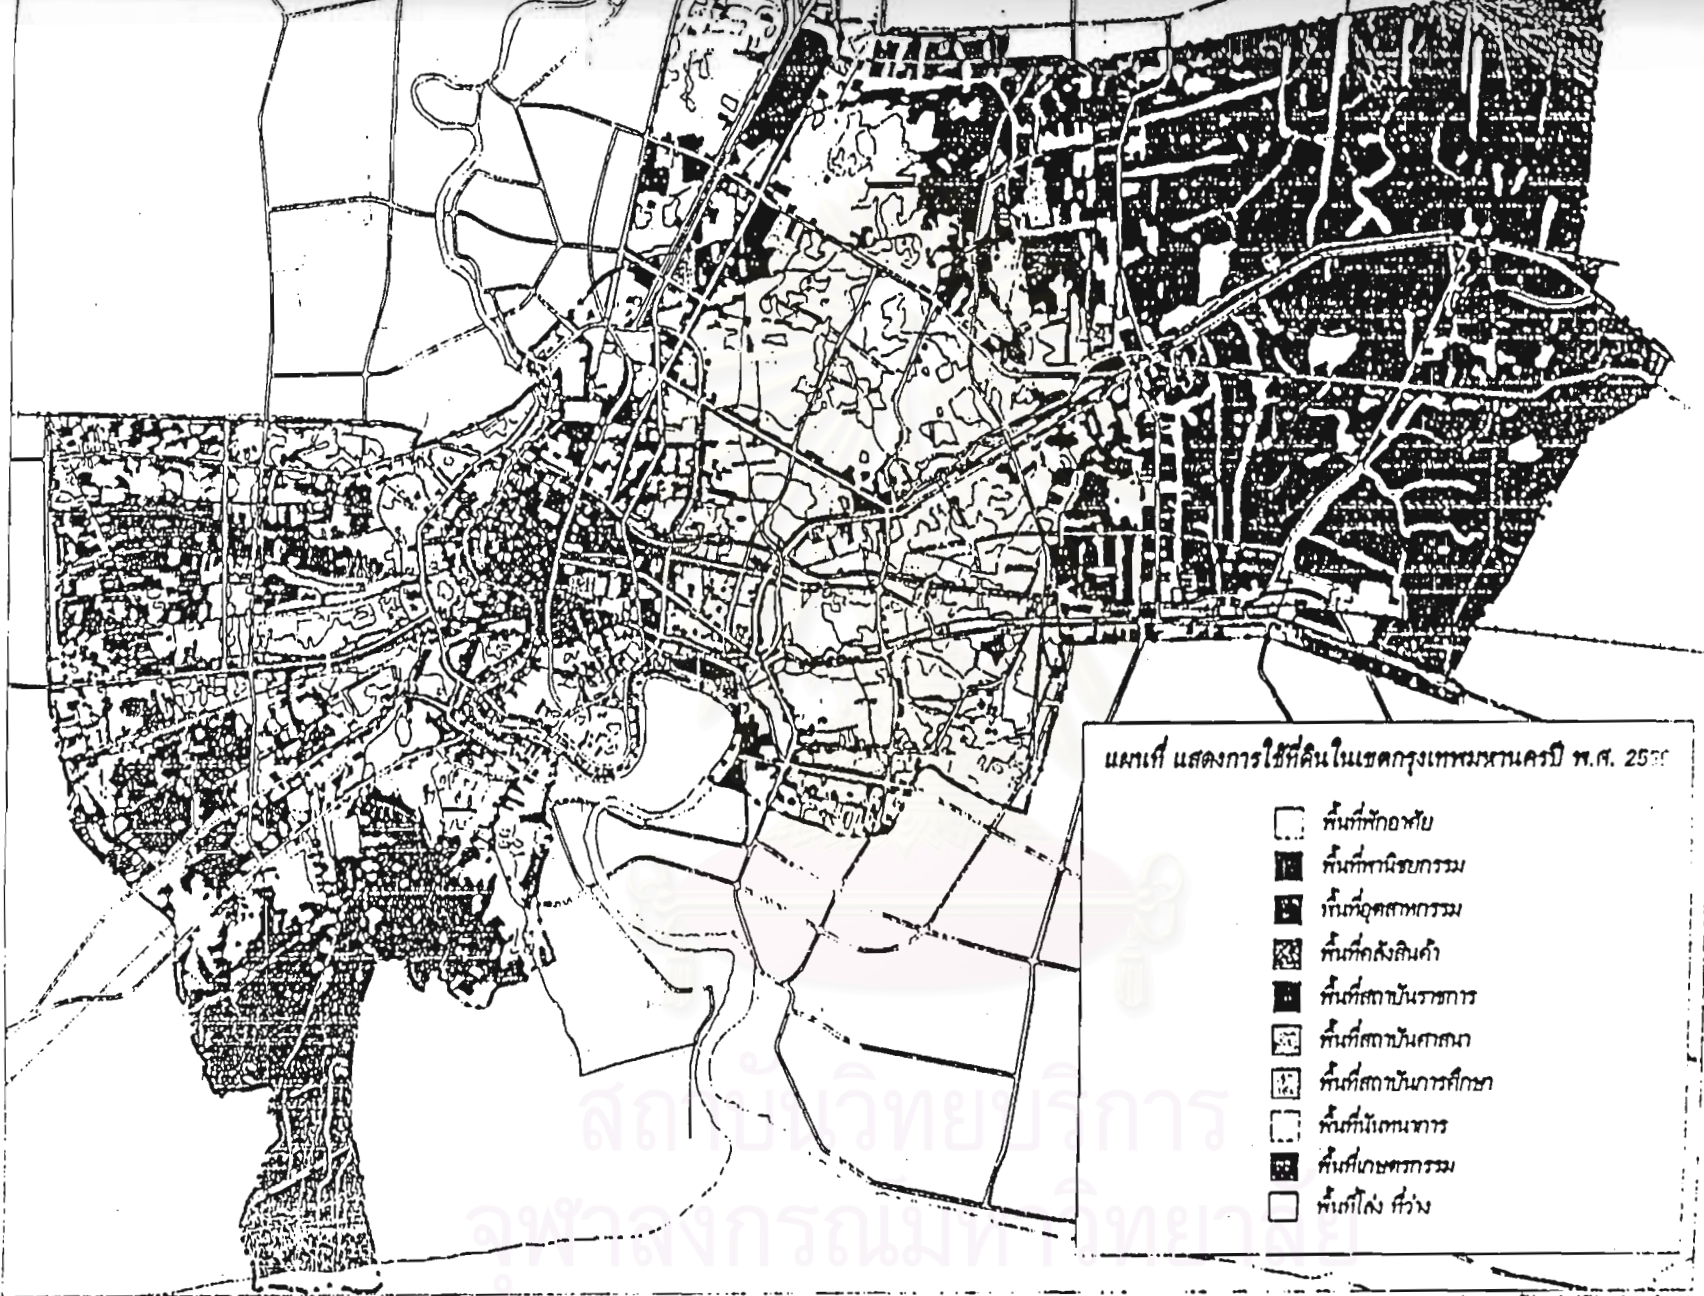 แผนที่ แสดงการใช้ที่ดินในเขตกรุงเทพมหานครปี พ.ศ.
พื้นที่พักอาศัย
พื้นที่พานิชยกรรม
พื้นที่อุตสาหกรรม
พื้นที่คลังสินค้า
พื้นที่สถาบันราชการ
พื้นที่สถาบันศาสนา
พื้นที่สถาบันการศึกษา
พื้นที่นันทนาการ
พื้นที่เกษตรกรรม
พื้นที่โล่ง ที่ว่าง
สถาบันวิทยบริการ
จุฬาลงกรณ์มหาวิทยาลัย